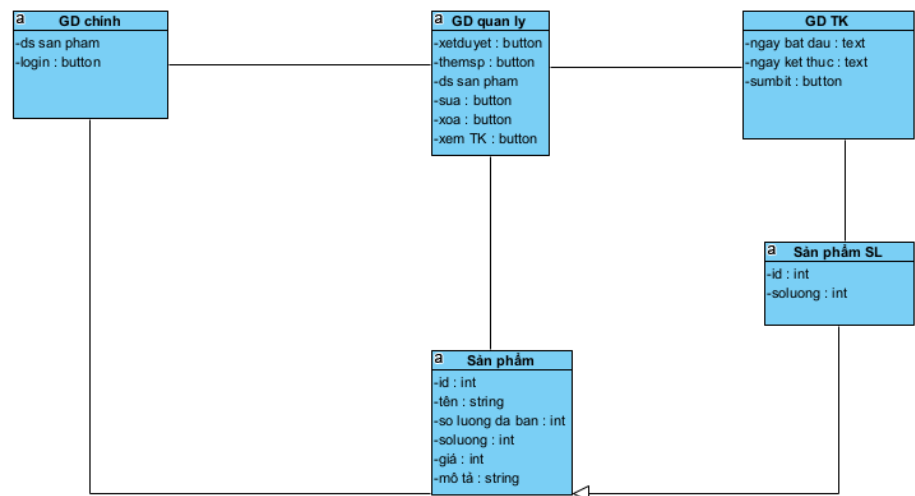 a GD chính
-ds san pham
-login : button
a GD quan ly
-xetduyet : button
-themsp : button
-ds san pham
-sua : button
-xoa : button
-xem TK : button
GD TK
-ngay bat dau : text
-ngay ket thuc : text
-sumbit : button
a Sản phẩm SL
-id : int
-soluong : int
a Sản phẩm
-id : int
-tên : string
-so luong da ban : int
-soluong : int
-giá : int
-mô tả : string